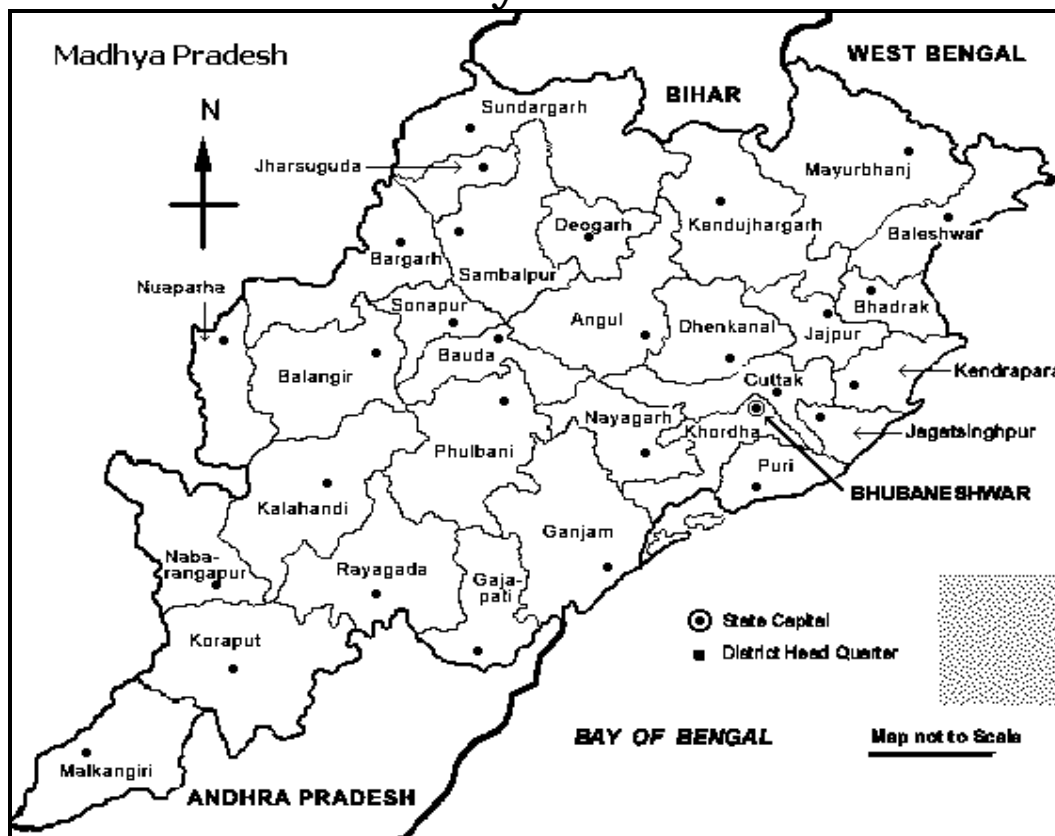 Madhya Pradesh
WEST BENGAL
BIHAR
N
Sundargarh
Jharsuguda
Mayurbhanj
Deogarh
Kendujhargarh
Baleshwar
Bargarh
Sambalpur
Nuaparha
Sonapur
Angul
Dhenkanal
Bhadrak
Jajpur
Bauda
Balangir
Cuttak
Kendrapara
Nayagarh
Khordha
Jagatsinghpur
Phulbani
Puri
BHUBANESHWAR
Kalahandi
Ganjam
Naba-
rangapur
Rayagada
Gaja-
pati
State Capital
Koraput
District Head Quarter
BAY OF BENGAL
Map not to Scala
Malkangiri
ANDHRA PRADESH